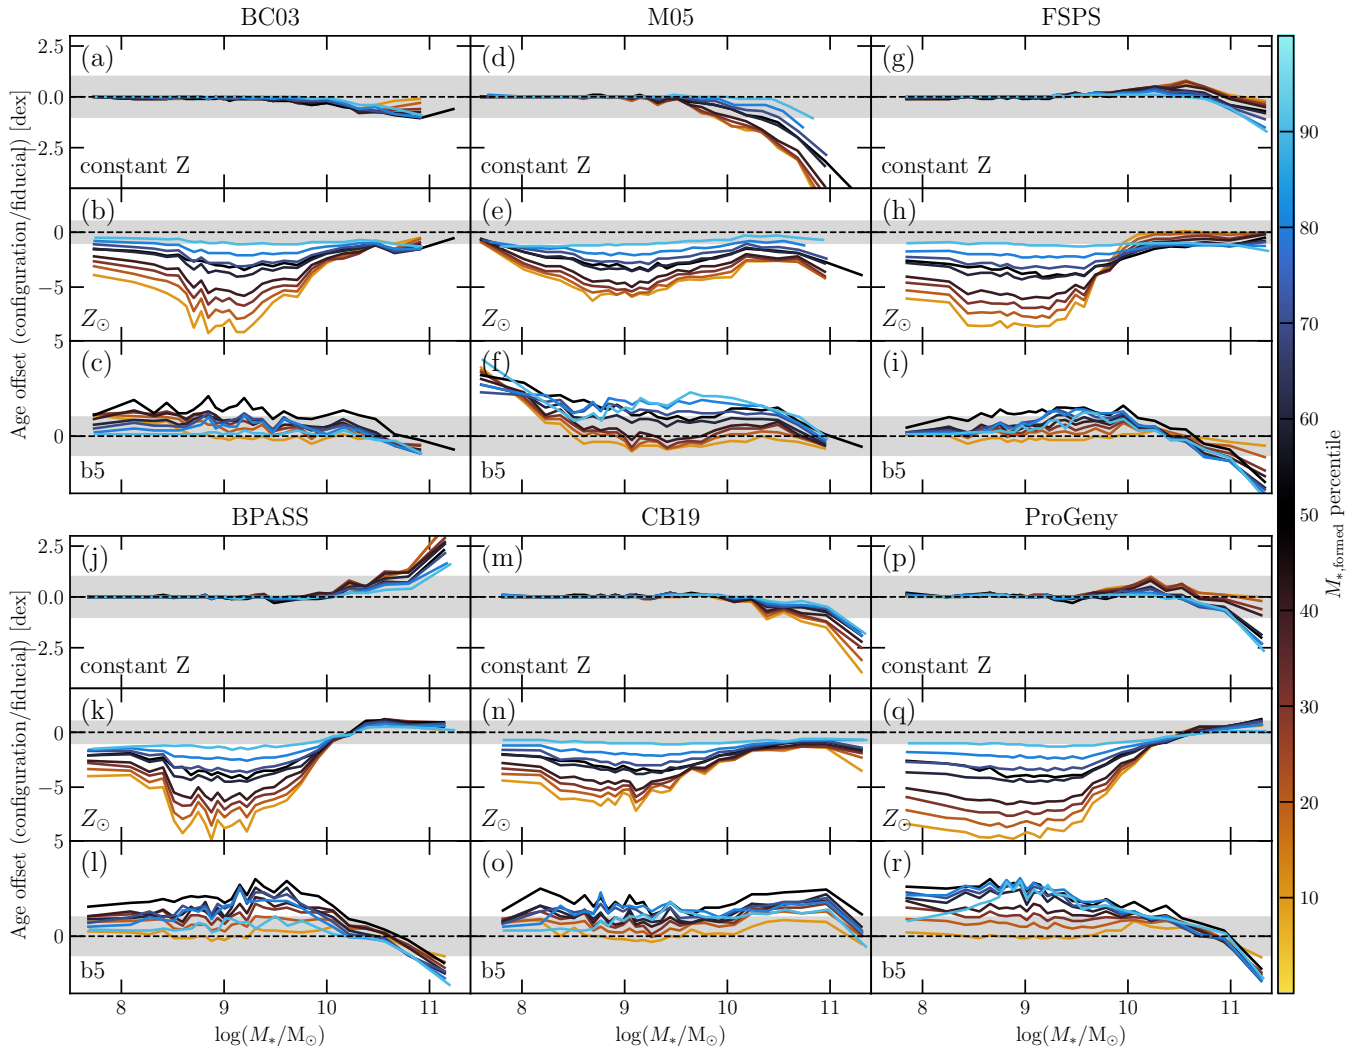 BC03 M05 FSPS
2.5 (a) (d) (g)
0.0
−2.5 constant Z constant Z constant Z
(b) (e) (h)
0
−5
Z☉ Z☉ Z☉
5 (c) (f) (i)
0
b5 b5 b5
Age offset (configuration/fiducial) [dex]
BPASS CB19 ProGeny
2.5 (j) (m) (p)
0.0
−2.5 constant Z constant Z constant Z
(k) (n) (q)
0
−5
Z☉ Z☉ Z☉
5 (l) (o) (r)
0
b5 b5 b5
Age offset (configuration/fiducial) [dex]
8 9 10 11 8 9 10 11 8 9 10 11
log(M*/M☉) log(M*/M☉) log(M*/M☉)
90
80
70
60
50
40
30
20
10
M*,formed percentile